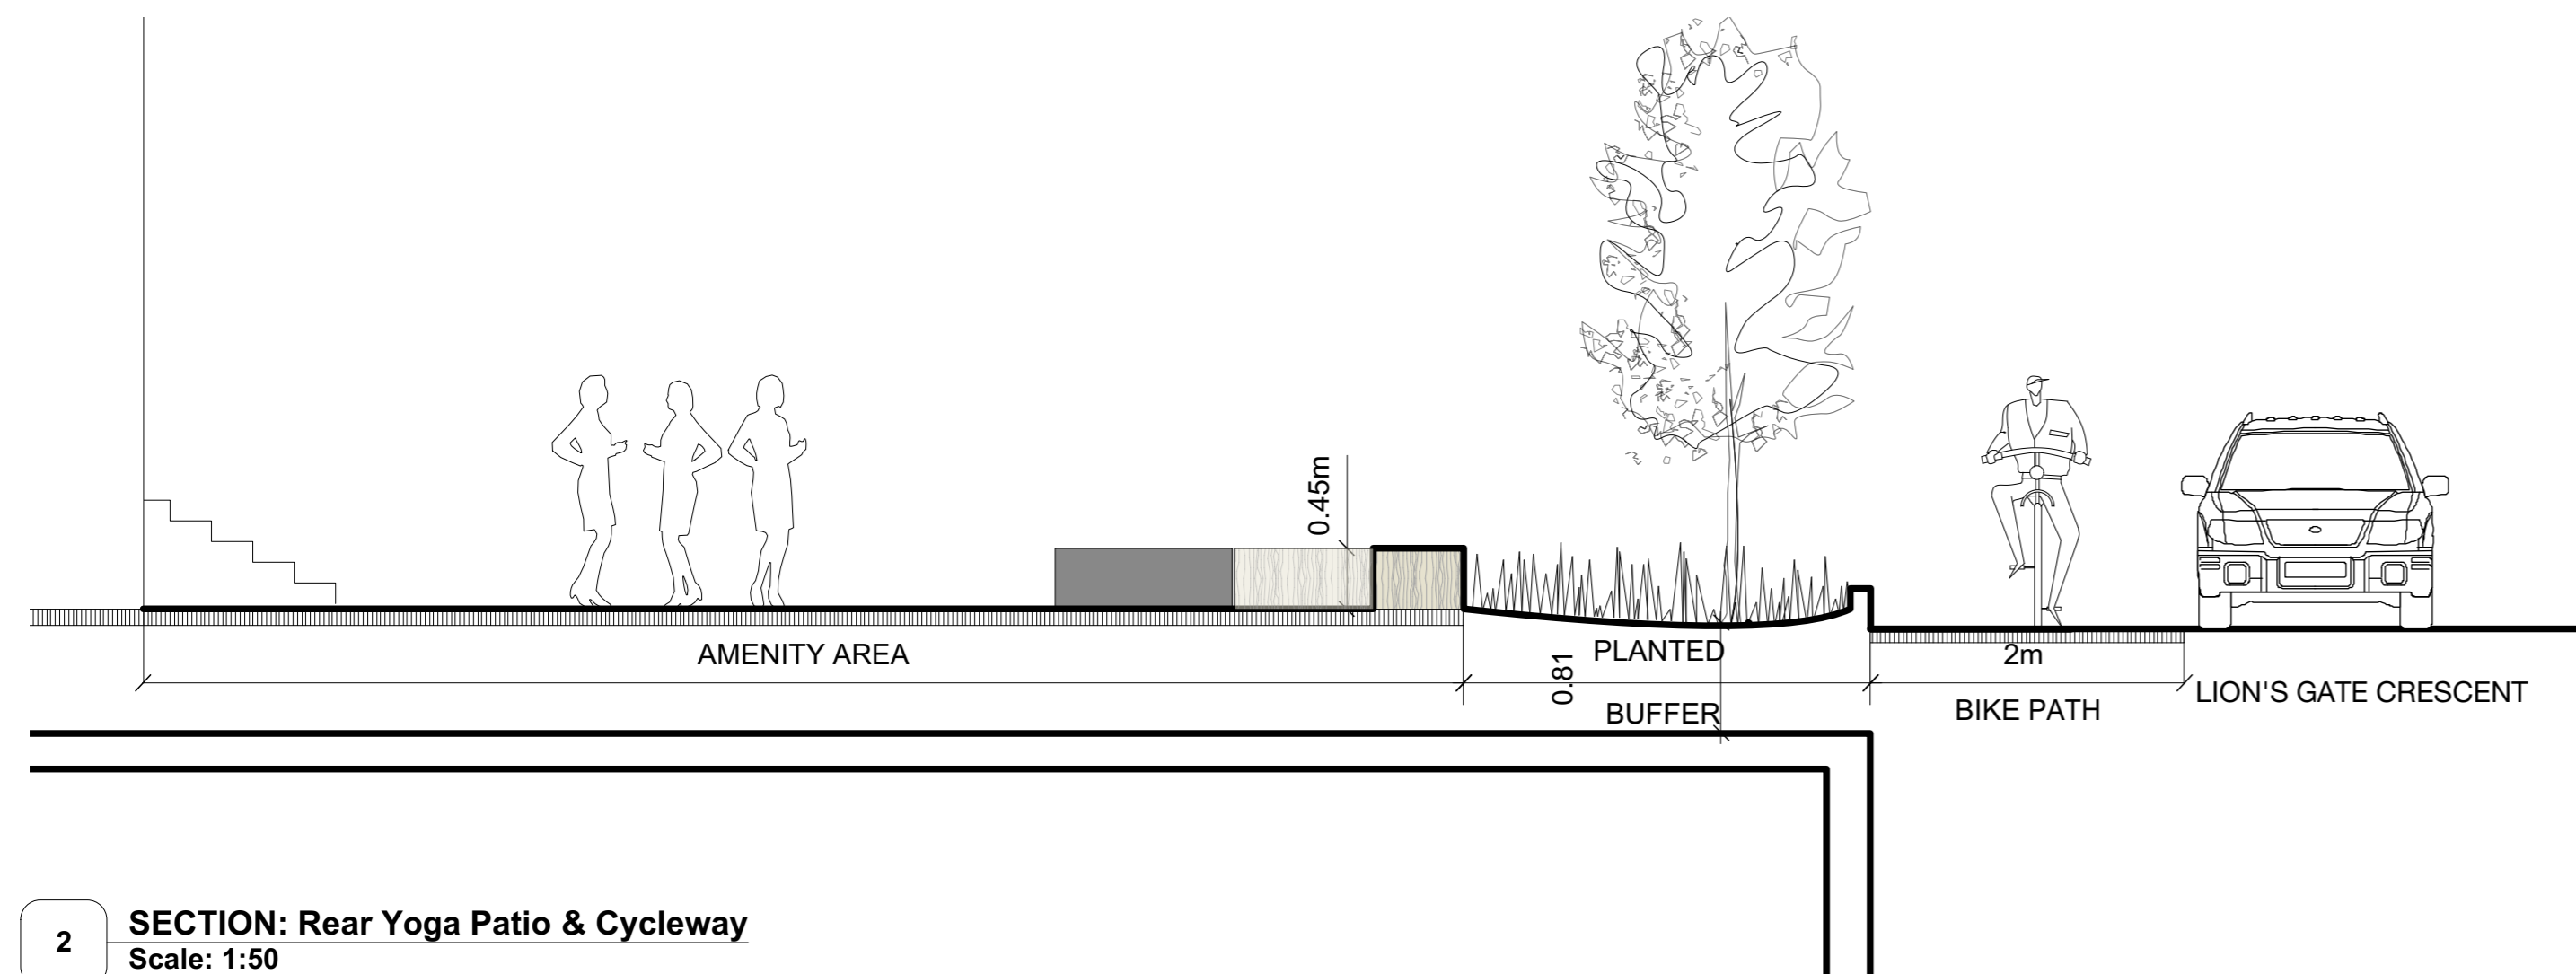 0.45m
AMENITY AREA
0.81
PLANTED
BUFFER
2m
BIKE PATH
LION'S GATE CRESCENT
2
SECTION: Rear Yoga Patio & Cycleway
Scale: 1:50